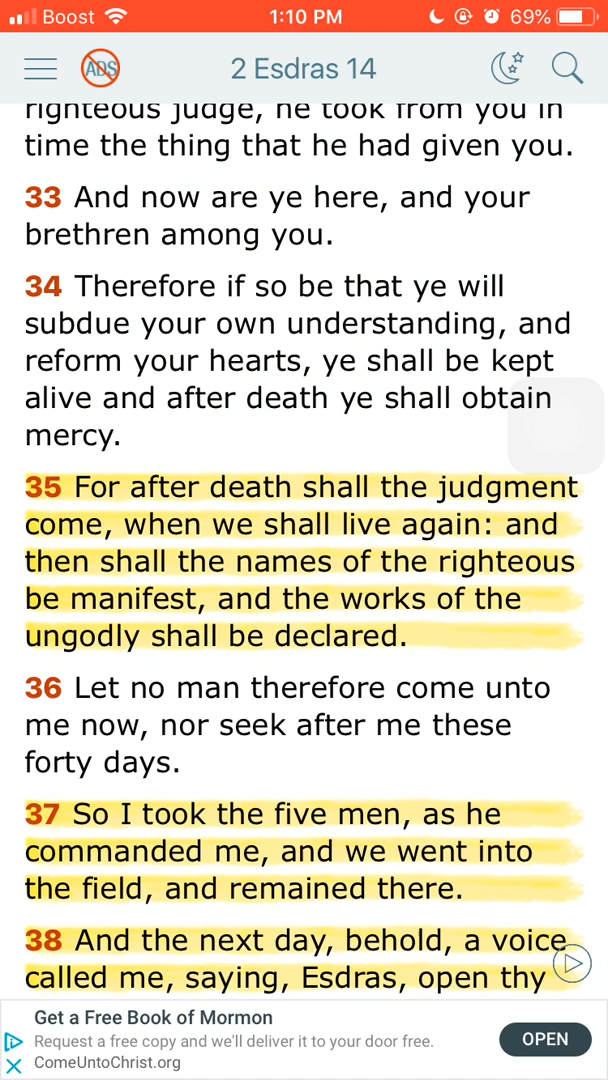 Boost 1:10 PM 69%
ADS 2 Esdras 14
righteous judge, he took from you in
time the thing that he had given you.
33 And now are ye here, and your
brethren among you.
34 Therefore if so be that ye will
subdue your own understanding, and
reform your hearts, ye shall be kept
alive and after death ye shall obtain
mercy.
35 For after death shall the judgment
come, when we shall live again: and
then shall the names of the righteous
be manifest, and the works of the
ungodly shall be declared.
36 Let no man therefore come unto
me now, nor seek after me these
forty days.
37 So I took the five men, as he
commanded me, and we went into
the field, and remained there.
38 And the next day, behold, a voice
called me, saying, Esdras, open thy
Get a Free Book of Mormon
Request a free copy and we'll deliver it to your door free.
ComeUntoChrist.org
OPEN